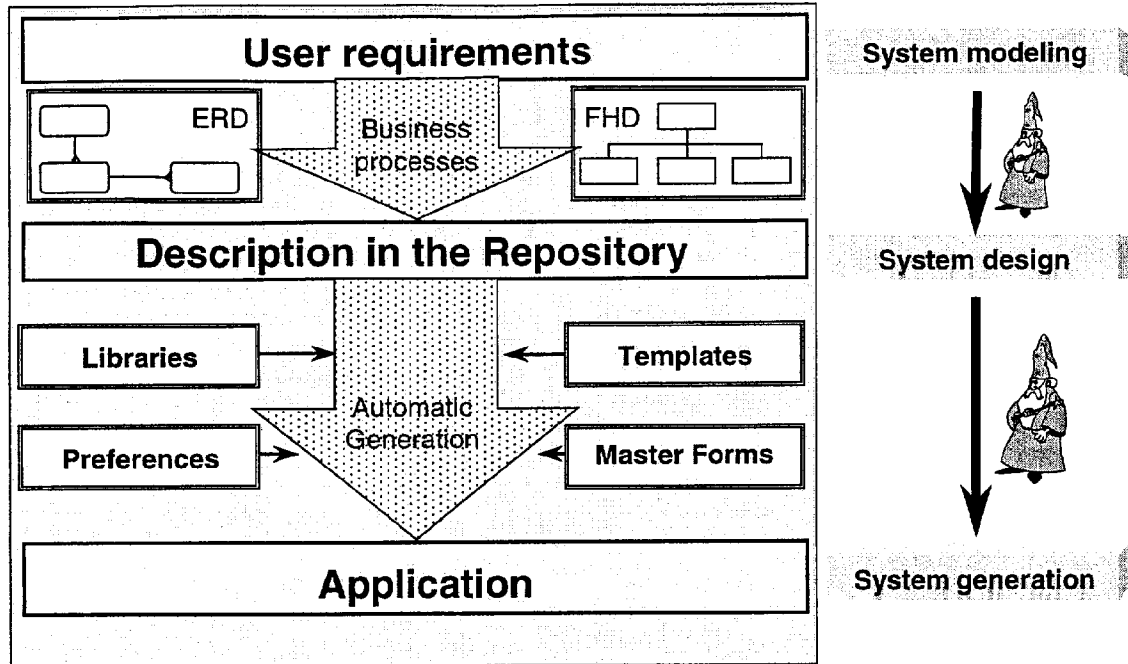 User requirements
System modeling
ERD
Business
processes
FHD
Description in the Repository
System design
Libraries
Templates
Automatic
Generation
Preferences
Master Forms
Application
System generation